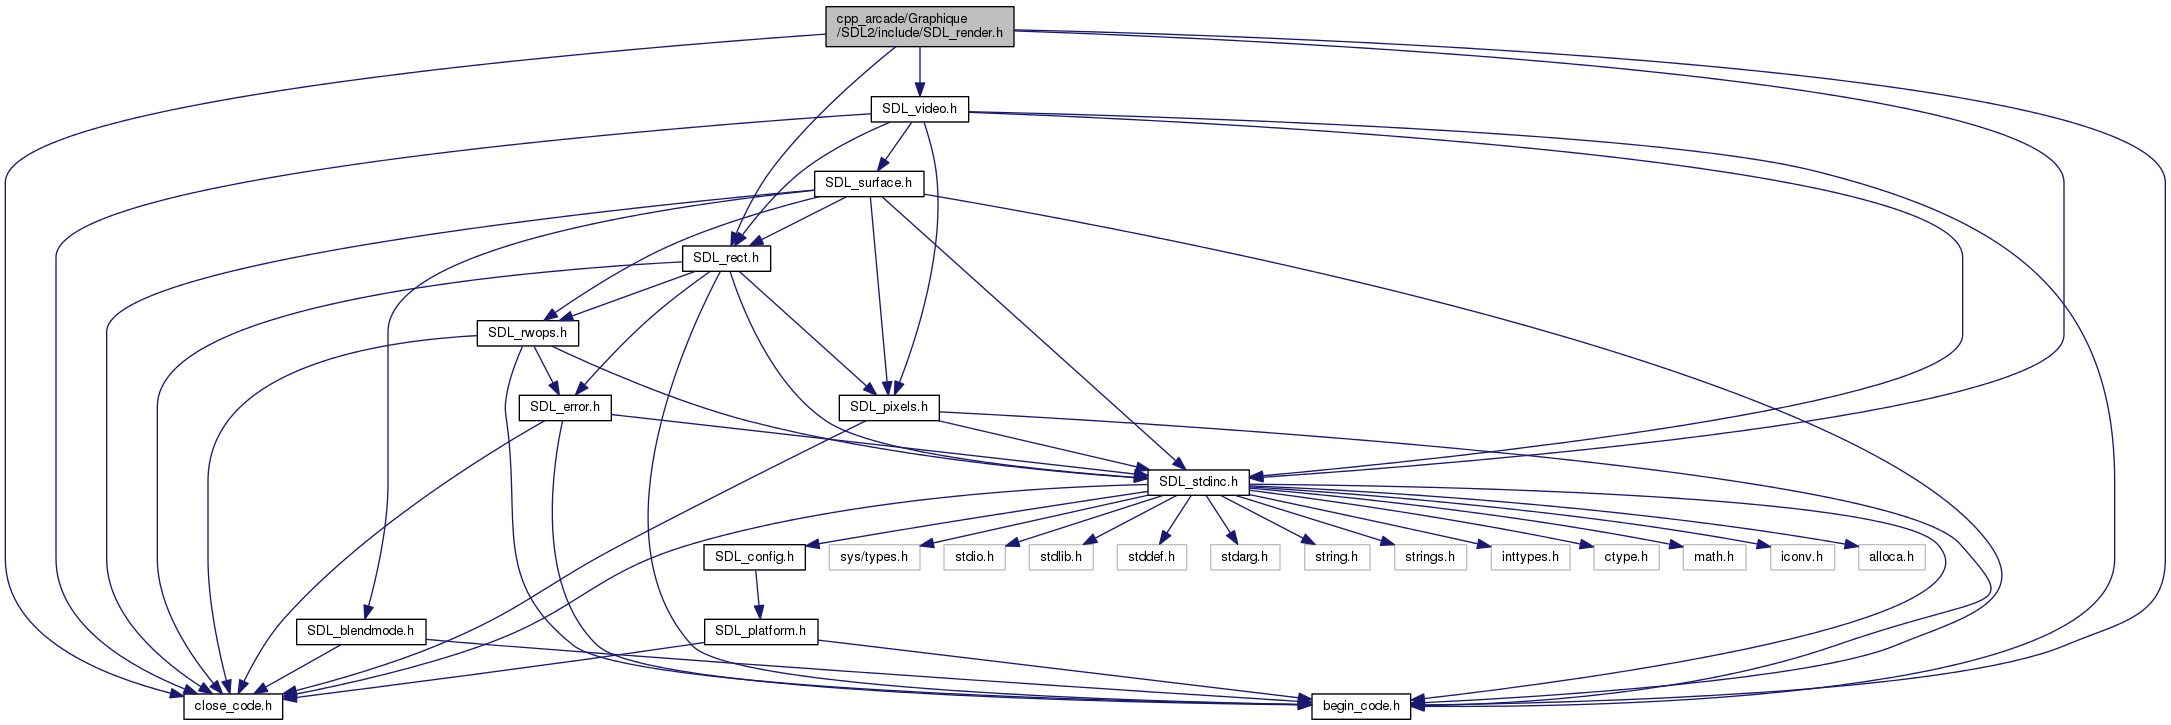 cpp_arcade/Graphique
/SDL2/include/SDL_render.h
SDL_video.h
SDL_surface.h
SDL_rect.h
SDL_rwops.h
SDL_error.h
SDL_pixels.h
SDL_stdinc.h
SDL_config.h
sys/types.h
stdio.h
stdlib.h
stddef.h
stdarg.h
string.h
strings.h
inttypes.h
ctype.h
math.h
iconv.h
alloca.h
SDL_blendmode.h
SDL_platform.h
close_code.h
begin_code.h